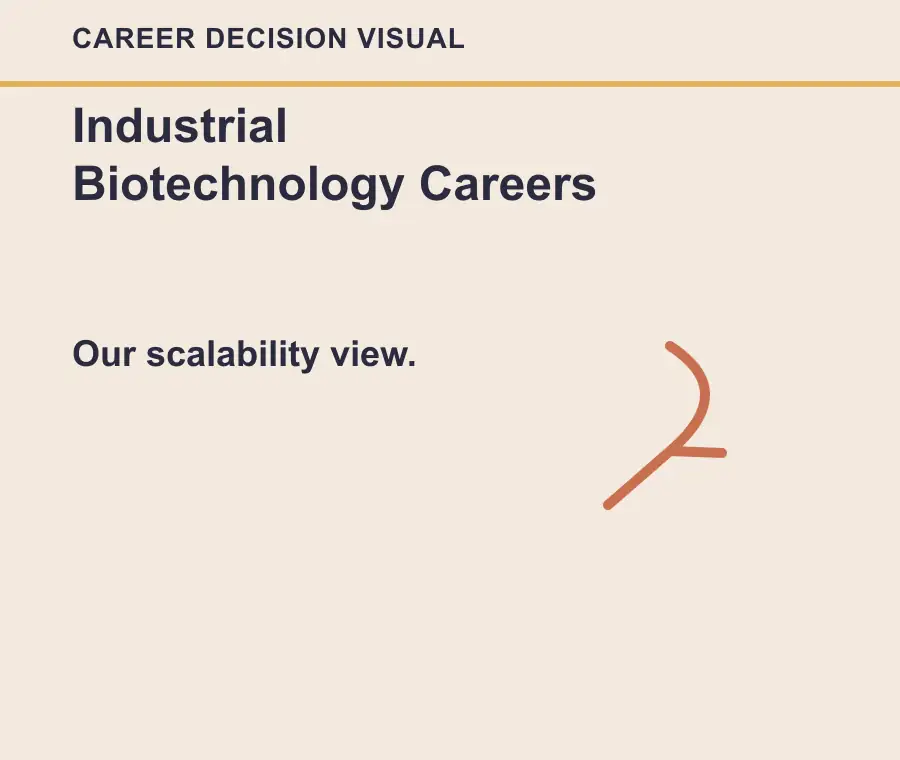 CAREER DECISION VISUAL
Industrial
Biotechnology Careers
Our scalability view.